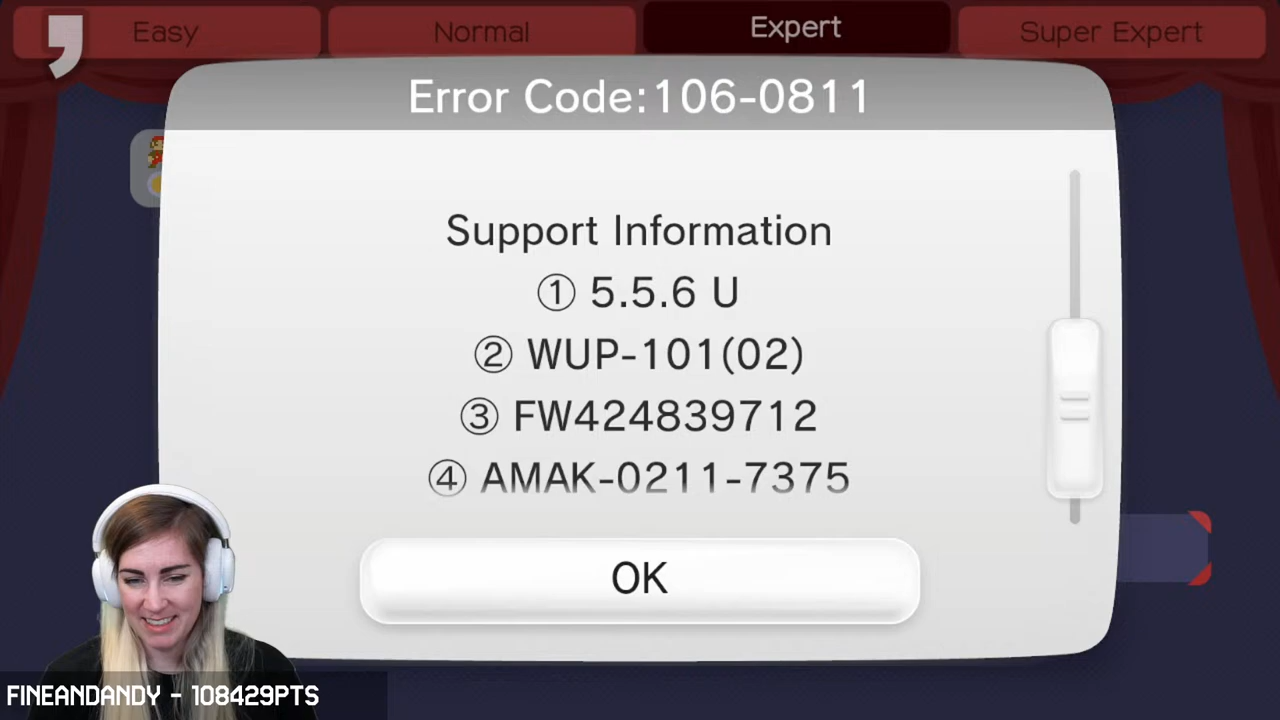 Easy
Normal
Expert
Super Expert
Error Code:106-0811
Support Information
① 5.5.6 U
② WUP-101(02)
③ FW424839712
④ AMAK-0211-7375
OK
FINEANDANDY - 108429PTS